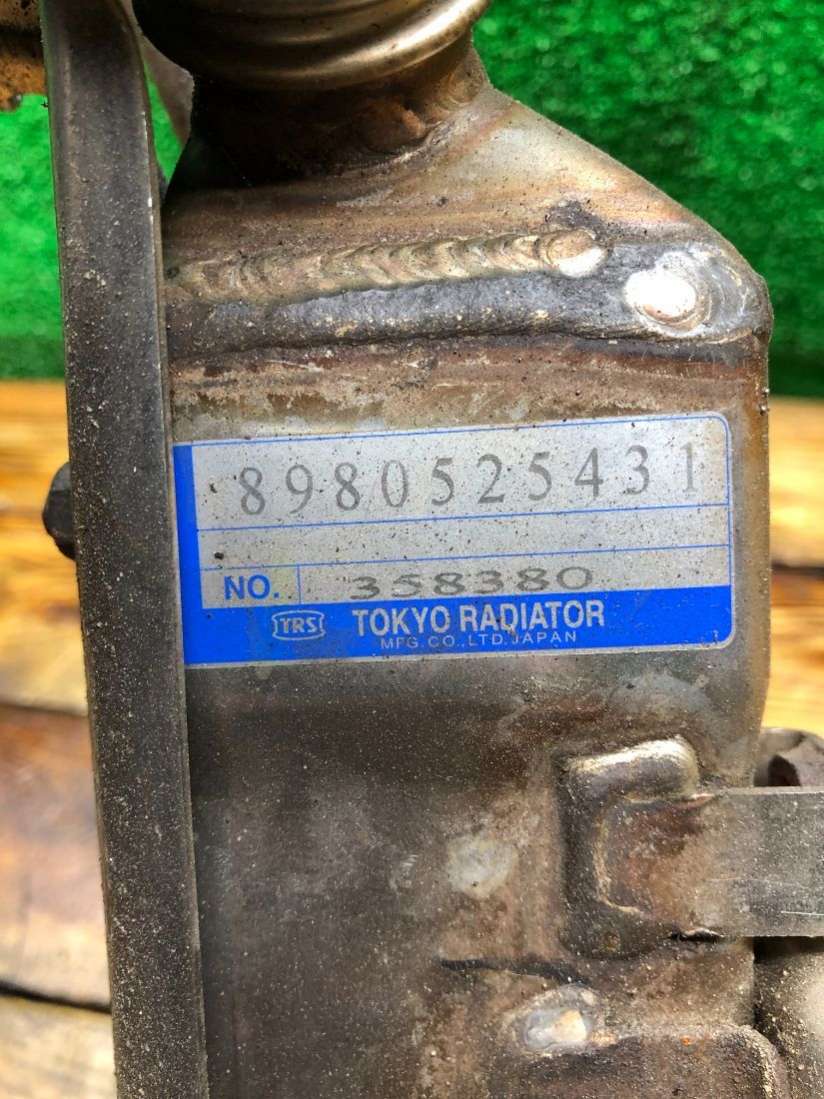 8980525431
NO. 358380
TRS TOKYO RADIATOR
MFG.CO.,LTD.JAPAN